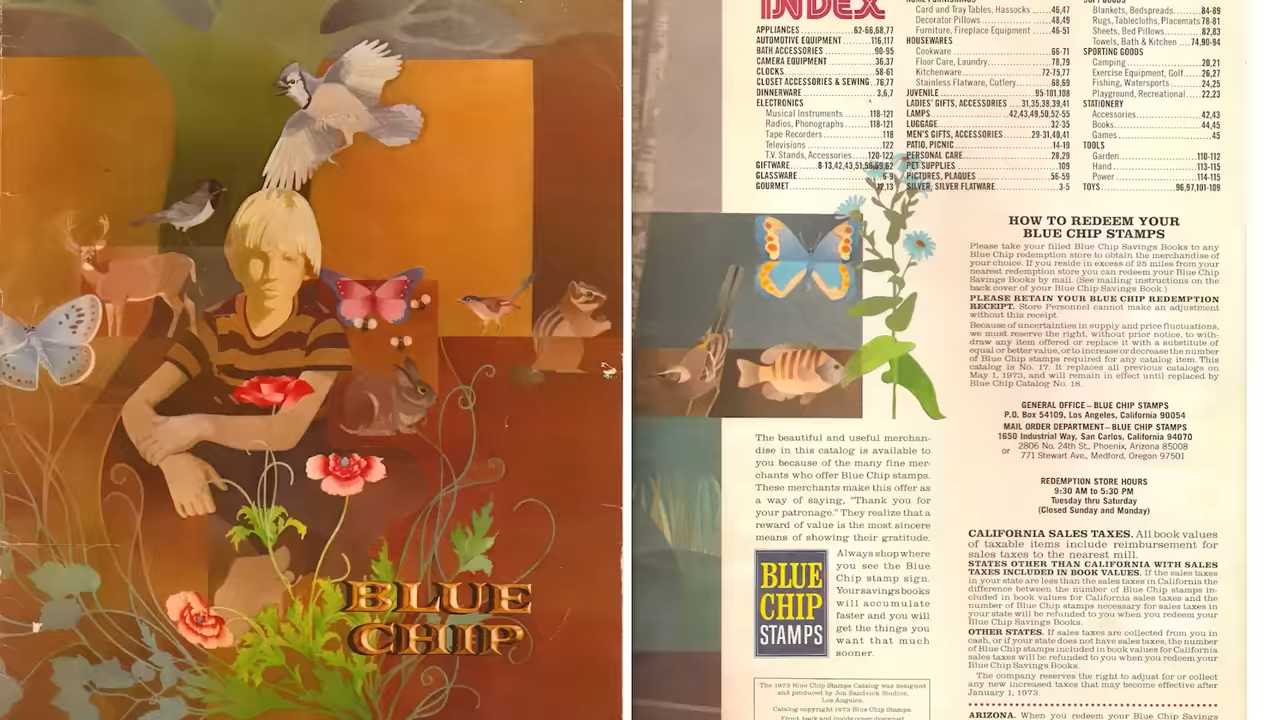 BLUE
CHIP
INDEX
APPLIANCES 62-66,68,77
AUTOMOTIVE EQUIPMENT 116,117
BATH ACCESSORIES 90-95
CAMERA EQUIPMENT 36,37
CLOCKS 58-61
CLOSET ACCESSORIES & SEWING 76,77
DINNERWARE 3,6,7
ELECTRONICS
Musical Instruments 118-121
Radios, Phonographs 118-121
Tape Recorders 118
Televisions 122
T.V. Stands, Accessories 120-122
GIFTWARE 8-13,42,43,51,58,59,62
GLASSWARE 6-9
GOURMET 12,13
HOME FURNISHINGS
Card and Tray Tables, Hassocks 46,47
Decorator Pillows 48,49
Furniture, Fireplace Equipment 46-51
HOUSEWARES
Cookware 66-71
Floor Care, Laundry 78,79
Kitchenware 72-75,77
Stainless Flatware, Cutlery 68,69
JUVENILE 95-101,108
LADIES' GIFTS, ACCESSORIES 31,35,38,39,41
LAMPS 42,43,49,50,52-55
LUGGAGE 32-35
MEN'S GIFTS, ACCESSORIES 29-31,40,41
PATIO, PICNIC 14-19
PERSONAL CARE 28,29
PET SUPPLIES 109
PICTURES, PLAQUES 56-59
SILVER, SILVER FLATWARE 3-5
SOFT GOODS
Blankets, Bedspreads 84-89
Rugs, Tablecloths, Placemats 78-81
Sheets, Bed Pillows 82,83
Towels, Bath & Kitchen 74,90-94
SPORTING GOODS
Camping 20,21
Exercise Equipment, Golf 26,27
Fishing, Watersports 24,25
Playground, Recreational 22,23
STATIONERY
Accessories 42,43
Books 44,45
Games 45
TOOLS
Garden 110-112
Hand 113-115
Power 114-115
TOYS 96,97,101-109
The beautiful and useful merchan-
dise in this catalog is available to
you because of the many fine mer-
chants who offer Blue Chip stamps.
These merchants make this offer as
a way of saying, "Thank you for
your patronage." They realize that a
reward of value is the most sincere
means of showing their gratitude.
BLUE
CHIP
STAMPS
Always shop where
you see the Blue
Chip stamp sign.
Your savings books
will accumulate
faster and you will
get the things you
want that much
sooner.
The 1973 Blue Chip Stamps Catalog was designed
and produced by Jon Sandvick Studios,
Los Angeles.
Catalog copyright 1973 Blue Chip Stamps
Front, back and inside cover designed
HOW TO REDEEM YOUR
BLUE CHIP STAMPS
Please take your filled Blue Chip Savings Books to any
Blue Chip redemption store to obtain the merchandise of
your choice. If you reside in excess of 25 miles from your
nearest redemption store you can redeem your Blue Chip
Savings Books by mail. (See mailing instructions on the
back cover of your Blue Chip Savings Book.)
PLEASE RETAIN YOUR BLUE CHIP REDEMPTION
RECEIPT. Store Personnel cannot make an adjustment
without this receipt.
Because of uncertainties in supply and price fluctuations,
we must reserve the right, without prior notice, to with-
draw any item offered or replace it with a substitute of
equal or better value, or to increase or decrease the number
of Blue Chip stamps required for any catalog item. This
catalog is No. 17. It replaces all previous catalogs on
May 1, 1973, and will remain in effect until replaced by
Blue Chip Catalog No. 18.
GENERAL OFFICE—BLUE CHIP STAMPS
P.O. Box 54109, Los Angeles, California 90054
MAIL ORDER DEPARTMENT—BLUE CHIP STAMPS
1650 Industrial Way, San Carlos, California 94070
2806 No. 24th St., Phoenix, Arizona 85008
or 771 Stewart Ave., Medford, Oregon 97501
REDEMPTION STORE HOURS
9:30 AM to 5:30 PM
Tuesday thru Saturday
(Closed Sunday and Monday)
CALIFORNIA SALES TAXES. All book values
of taxable items include reimbursement for
sales taxes to the nearest mill.
STATES OTHER THAN CALIFORNIA WITH SALES
TAXES INCLUDED IN BOOK VALUES. If the sales taxes
in your state are less than the sales taxes in California the
difference between the number of Blue Chip stamps in-
cluded in book values for California sales taxes and the
number of Blue Chip stamps necessary for sales taxes in
your state will be refunded to you when you redeem your
Blue Chip Savings Books.
OTHER STATES. If sales taxes are collected from you in
cash, or if your state does not have sales taxes, the number
of Blue Chip stamps included in book values for California
sales taxes will be refunded to you when you redeem your
Blue Chip Savings Books.
The company reserves the right to adjust for or collect
any new increased taxes that may become effective after
January 1, 1973.
ARIZONA. When you redeem your Blue Chip Savings